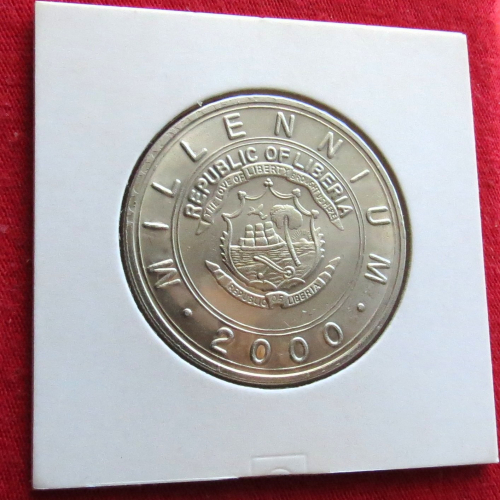 MILLENNIUM
REPUBLIC OF LIBERIA
THE LOVE OF LIBERTY BROUGHT US HERE
REPUBLIC OF LIBERIA
• 2000 •